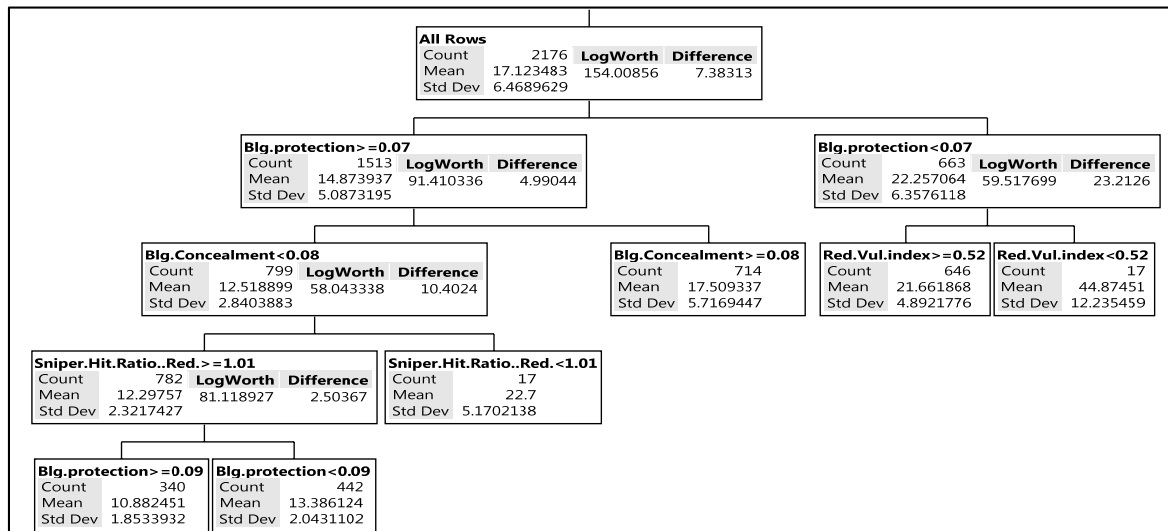 All Rows
Count 2176 LogWorth Difference
Mean 17.123483 154.00856 7.38313
Std Dev 6.4689629
Blg.protection>=0.07
Count 1513 LogWorth Difference
Mean 14.873937 91.410336 4.99044
Std Dev 5.0873195
Blg.protection<0.07
Count 663 LogWorth Difference
Mean 22.257064 59.517699 23.2126
Std Dev 6.3576118
Blg.Concealment<0.08
Count 799 LogWorth Difference
Mean 12.518899 58.043338 10.4024
Std Dev 2.8403883
Blg.Concealment>=0.08
Count 714
Mean 17.509337
Std Dev 5.7169447
Red.Vul.index>=0.52
Count 646
Mean 21.661868
Std Dev 4.8921776
Red.Vul.index<0.52
Count 17
Mean 44.87451
Std Dev 12.235459
Sniper.Hit.Ratio..Red.>=1.01
Count 782 LogWorth Difference
Mean 12.29757 81.118927 2.50367
Std Dev 2.3217427
Sniper.Hit.Ratio..Red.<1.01
Count 17
Mean 22.7
Std Dev 5.1702138
Blg.protection>=0.09
Count 340
Mean 10.882451
Std Dev 1.8533932
Blg.protection<0.09
Count 442
Mean 13.386124
Std Dev 2.0431102